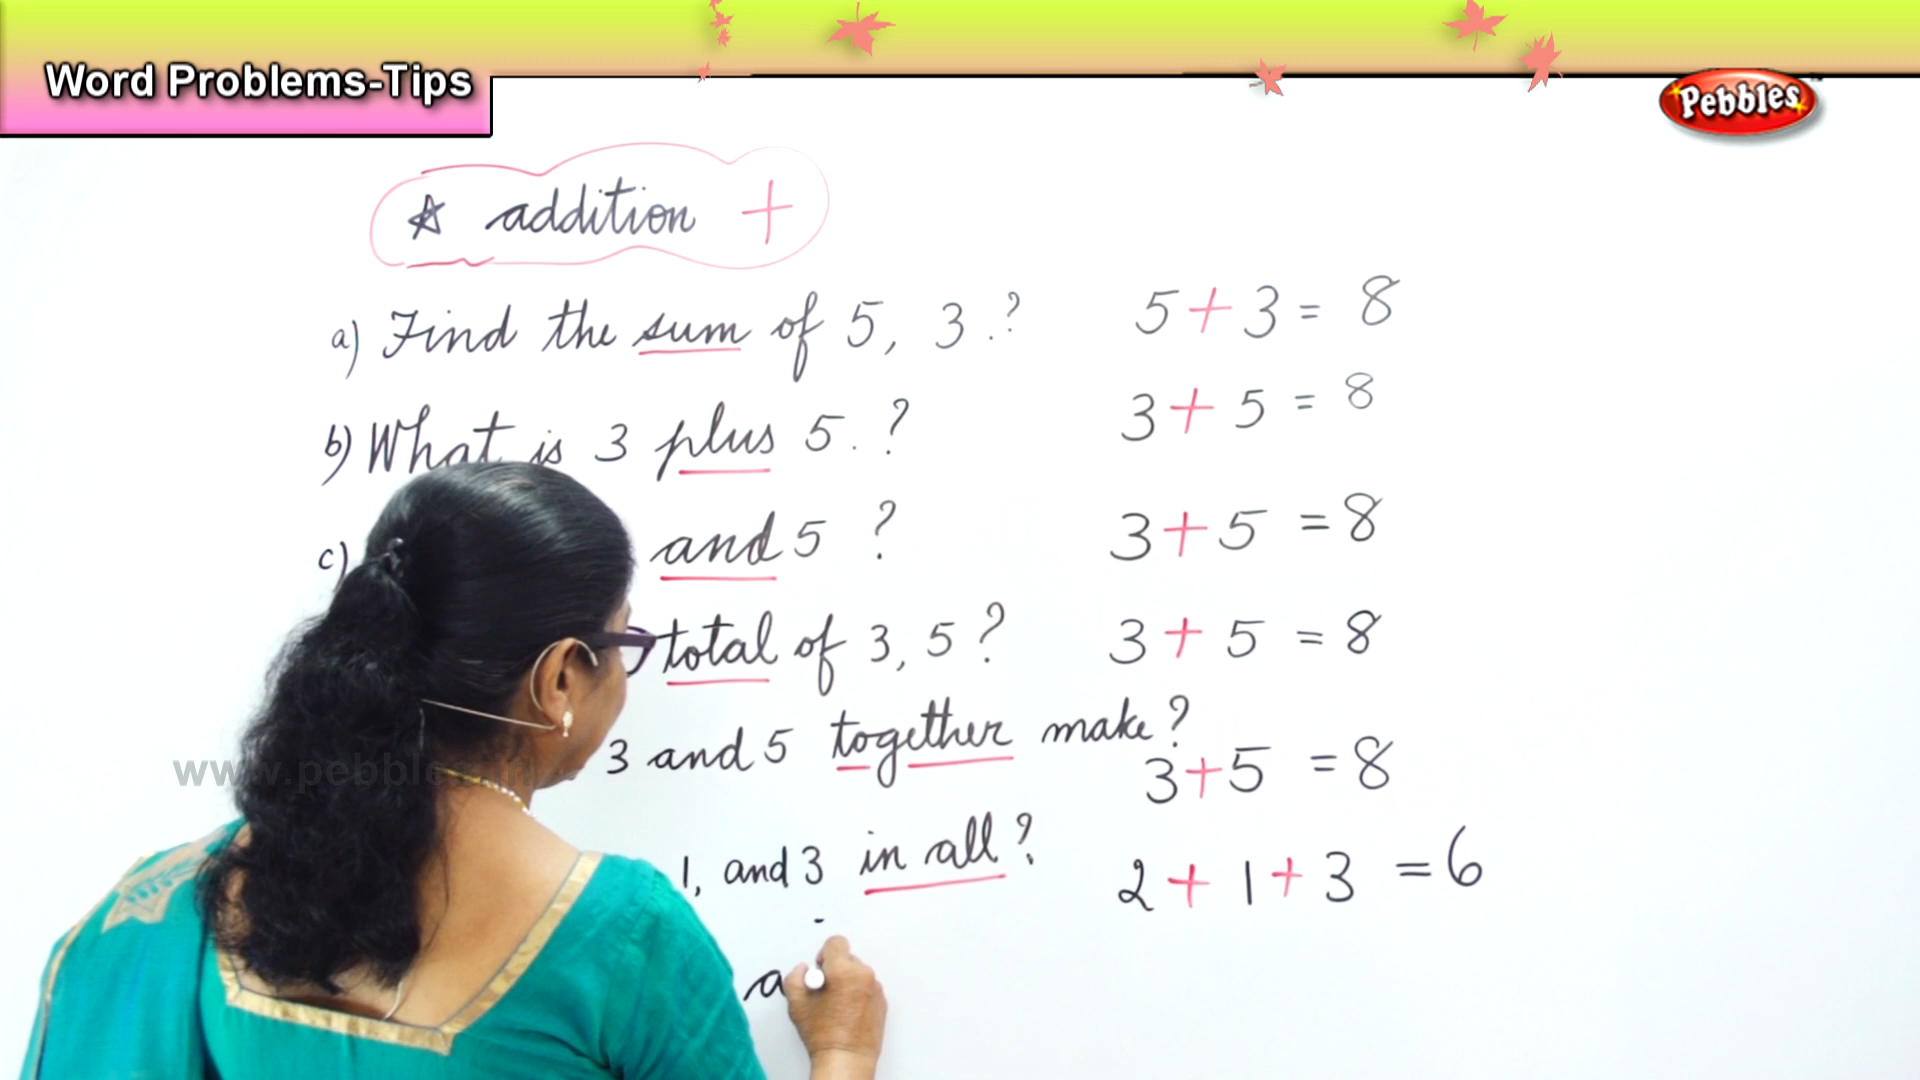 Word Problems-Tips
Pebbles
☆ addition +
a) Find the sum of 5, 3.? 5 + 3 = 8
b) What is 3 plus 5.? 3 + 5 = 8
c) and 5 ? 3 + 5 = 8
total of 3, 5 ? 3 + 5 = 8
3 and 5 together make? 3 + 5 = 8
1, and 3 in all ? 2 + 1 + 3 = 6
a
www.pebbles